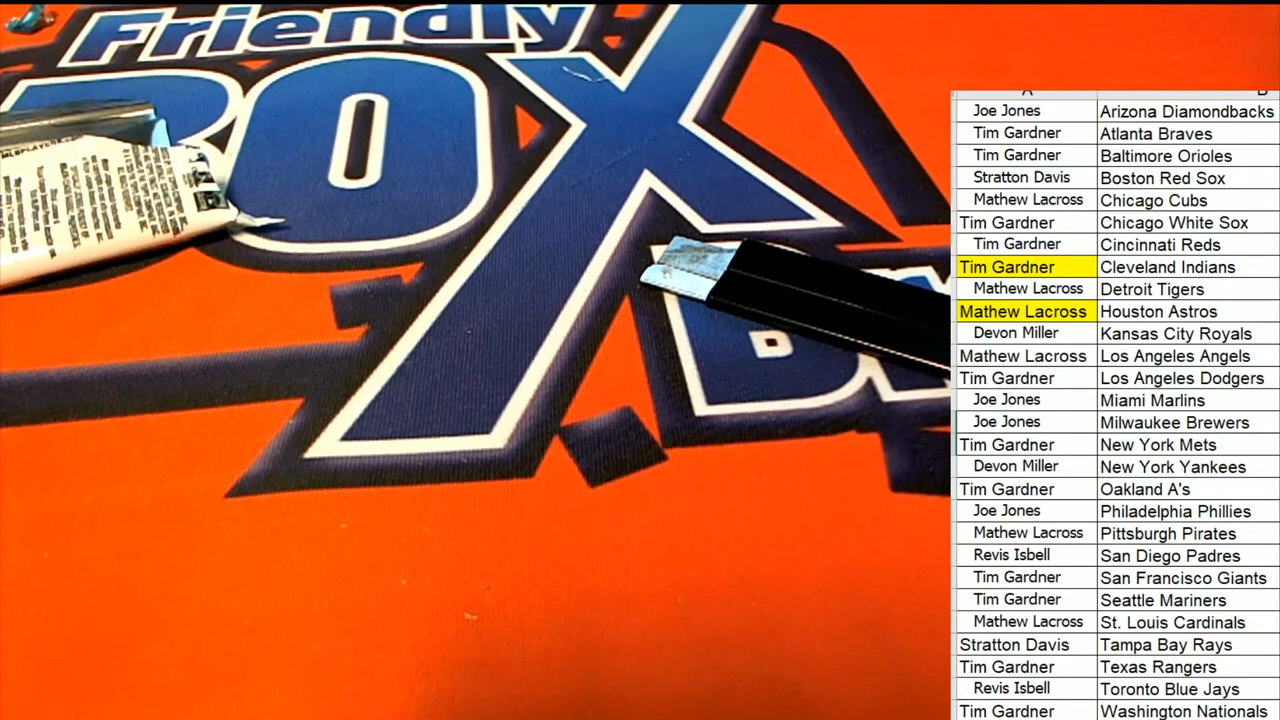 Friendly
BOX
A B
Joe Jones Arizona Diamondbacks
Tim Gardner Atlanta Braves
Tim Gardner Baltimore Orioles
Stratton Davis Boston Red Sox
Mathew Lacross Chicago Cubs
Tim Gardner Chicago White Sox
Tim Gardner Cincinnati Reds
Tim Gardner Cleveland Indians
Mathew Lacross Detroit Tigers
Mathew Lacross Houston Astros
Devon Miller Kansas City Royals
Mathew Lacross Los Angeles Angels
Tim Gardner Los Angeles Dodgers
Joe Jones Miami Marlins
Joe Jones Milwaukee Brewers
Tim Gardner New York Mets
Devon Miller New York Yankees
Tim Gardner Oakland A's
Joe Jones Philadelphia Phillies
Mathew Lacross Pittsburgh Pirates
Revis Isbell San Diego Padres
Tim Gardner San Francisco Giants
Tim Gardner Seattle Mariners
Mathew Lacross St. Louis Cardinals
Stratton Davis Tampa Bay Rays
Tim Gardner Texas Rangers
Revis Isbell Toronto Blue Jays
Tim Gardner Washington Nationals